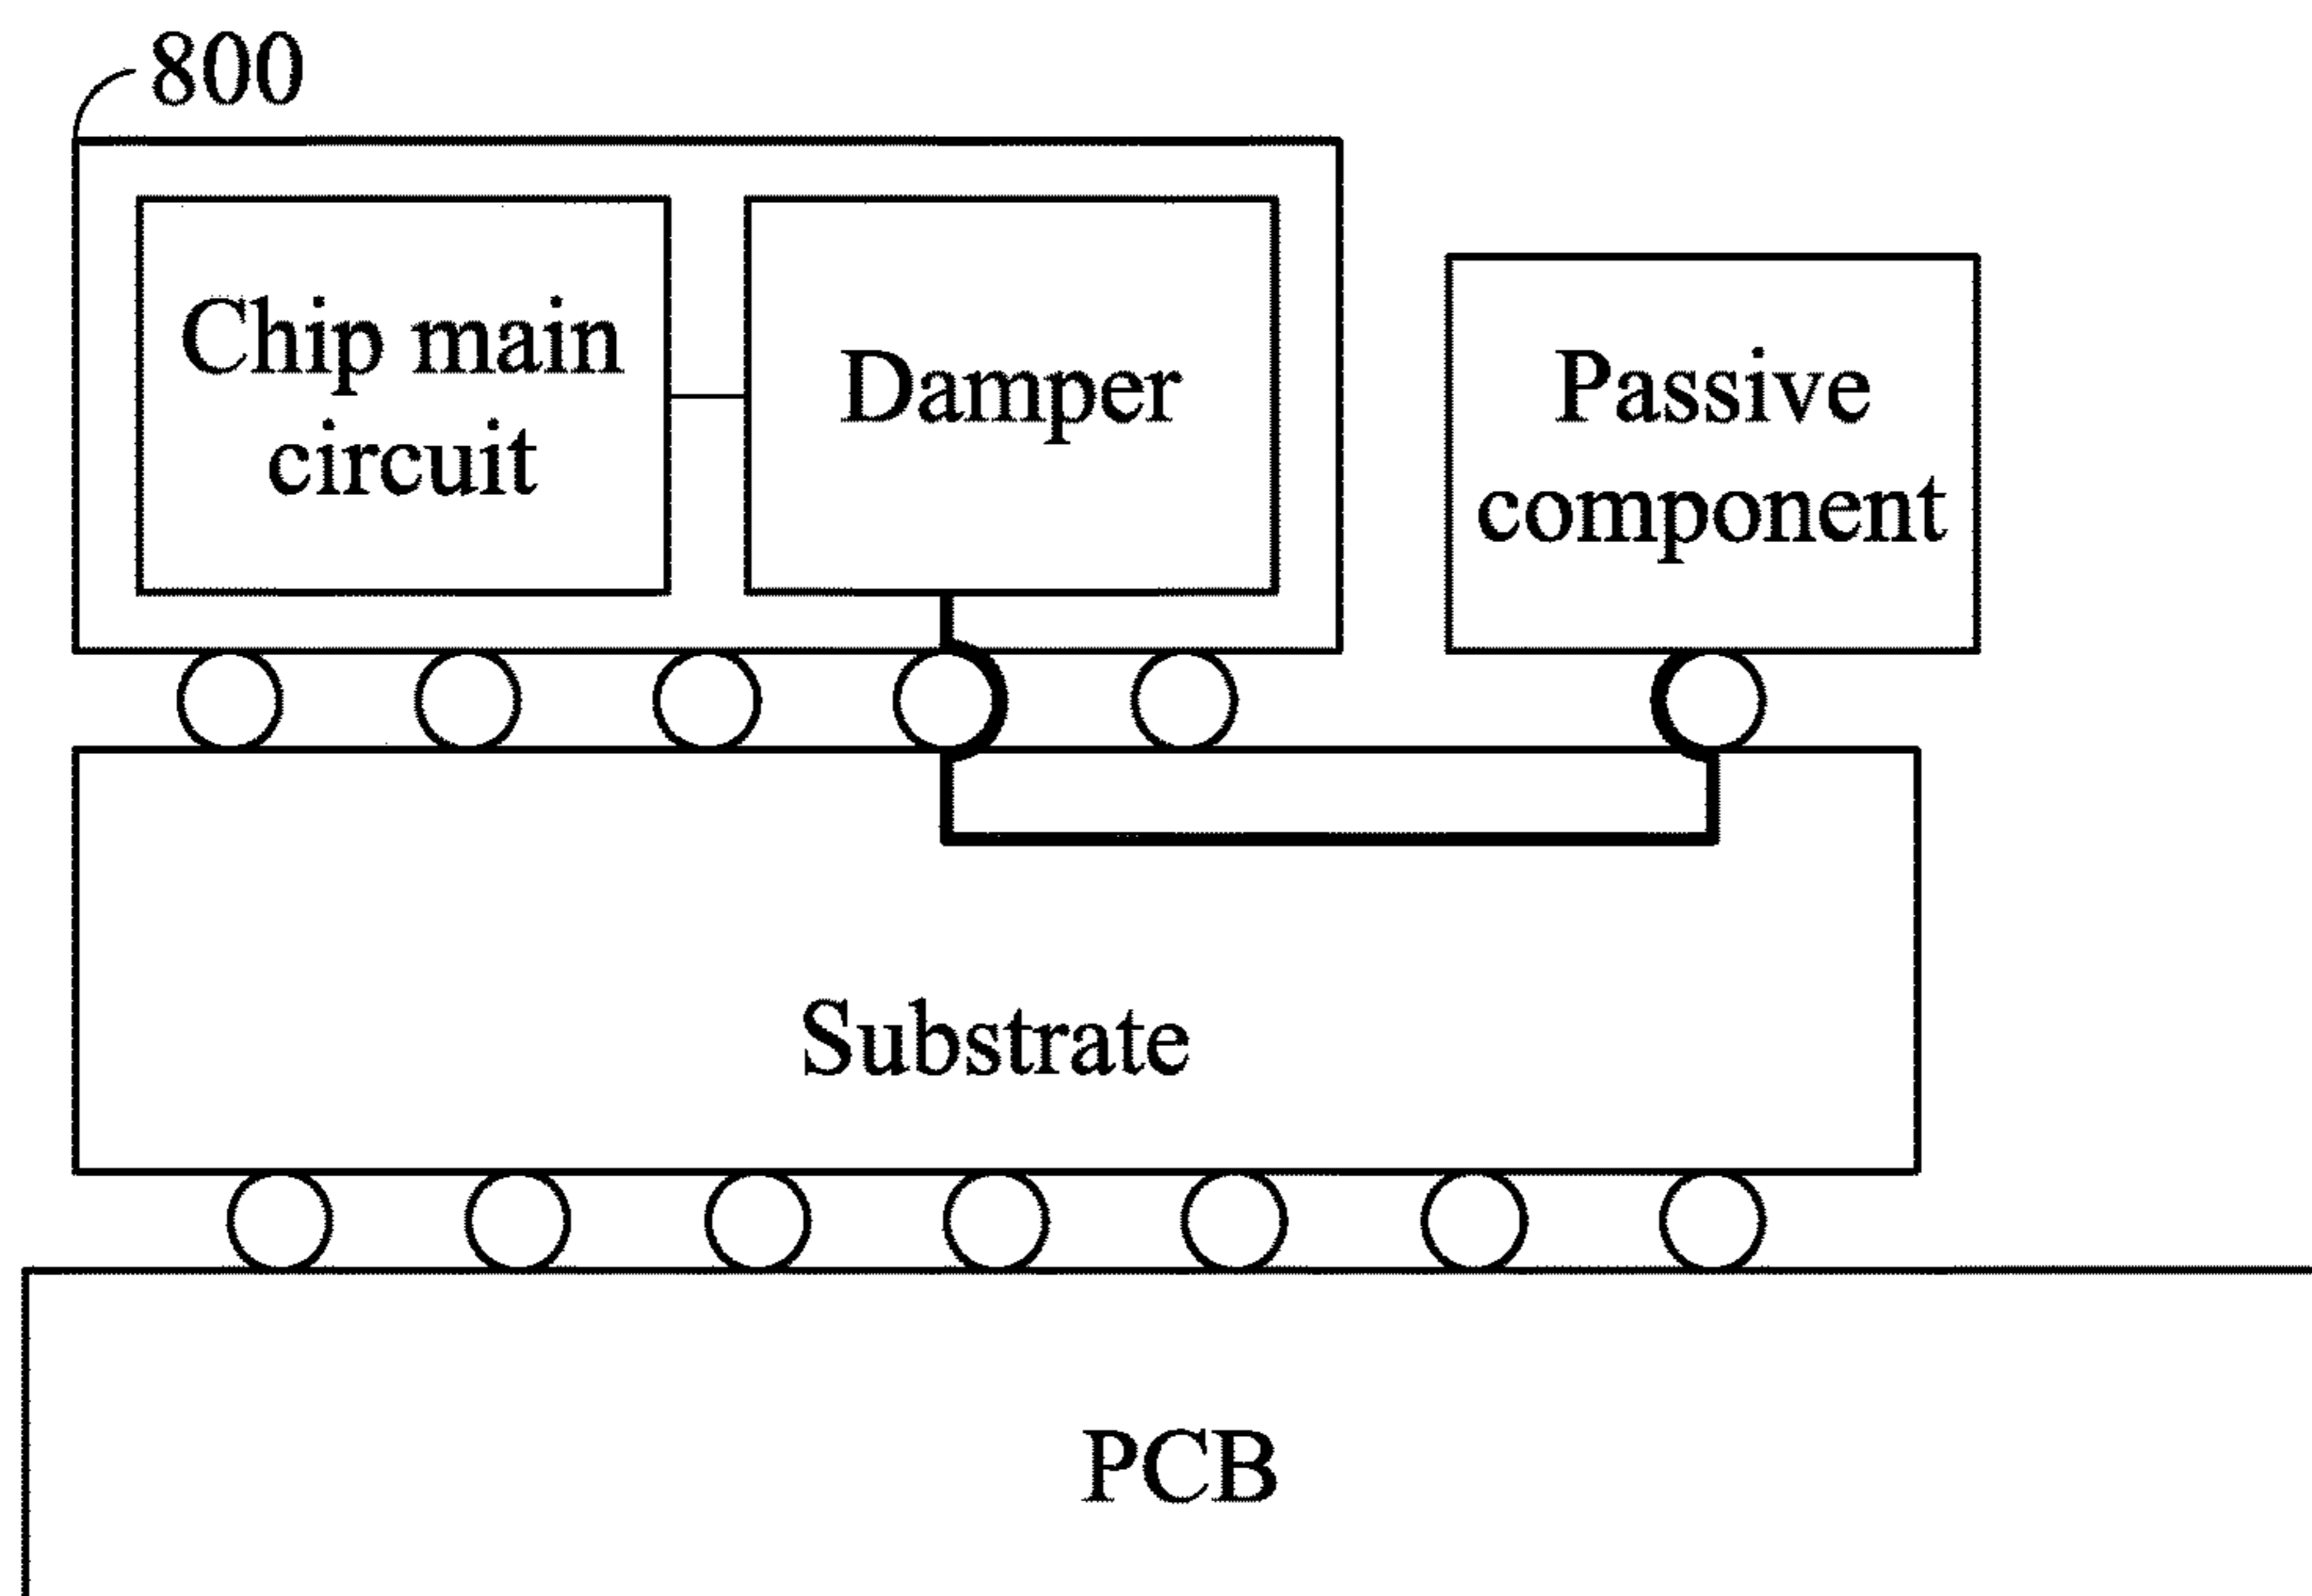 800
Chip main
circuit
Damper
Passive
component
Substrate
PCB